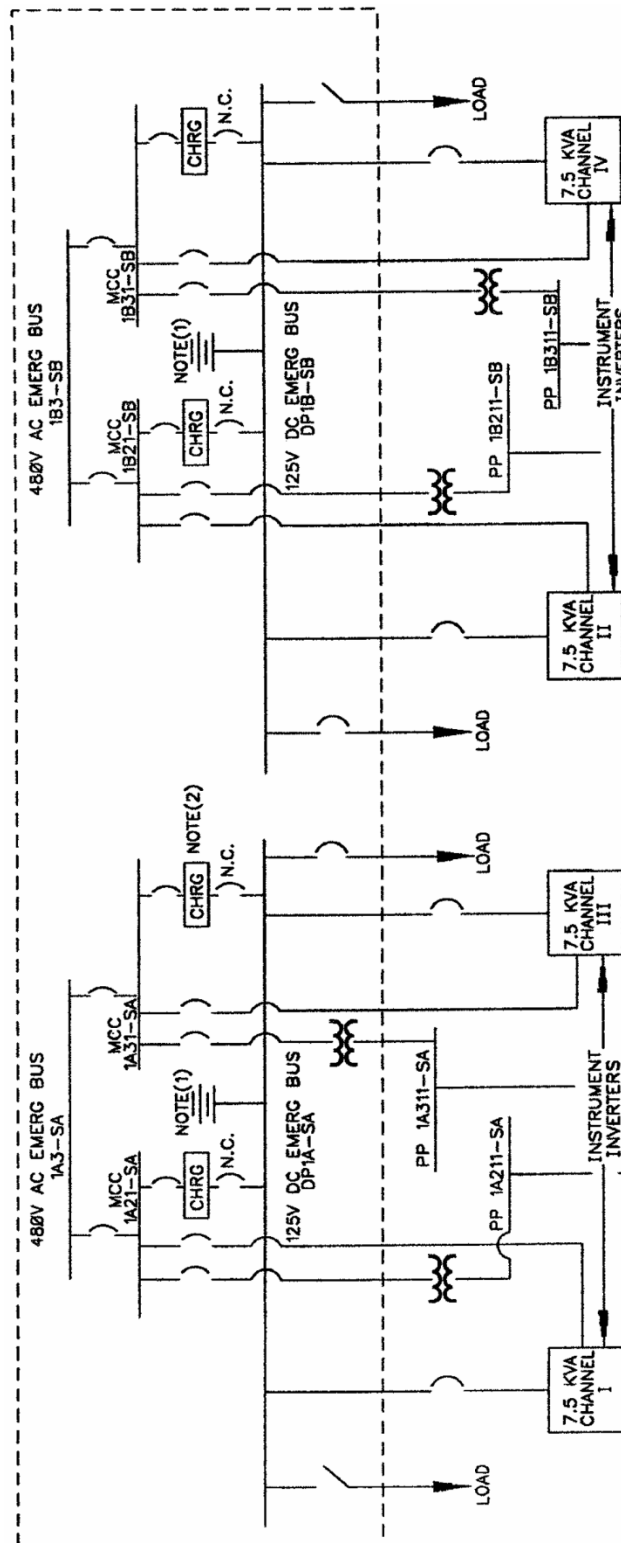 480V AC EMERG BUS
1A3-SA
MCC
1A21-SA
MCC
1A31-SA
CHRG
N.C.
NOTE(1)
CHRG
NOTE(2)
N.C.
125V DC EMERG BUS
DP1A-SA
LOAD
LOAD
PP 1A311-SA
PP 1A211-SA
7.5 KVA
CHANNEL
I
INSTRUMENT
INVERTERS
7.5 KVA
CHANNEL
III
480V AC EMERG BUS
1B3-SB
MCC
1B21-SB
MCC
1B31-SB
CHRG
N.C.
NOTE(1)
CHRG
N.C.
125V DC EMERG BUS
DP1B-SB
LOAD
LOAD
PP 1B211-SB
PP 1B311-SB
7.5 KVA
CHANNEL
II
INSTRUMENT
INVERTERS
7.5 KVA
CHANNEL
IV